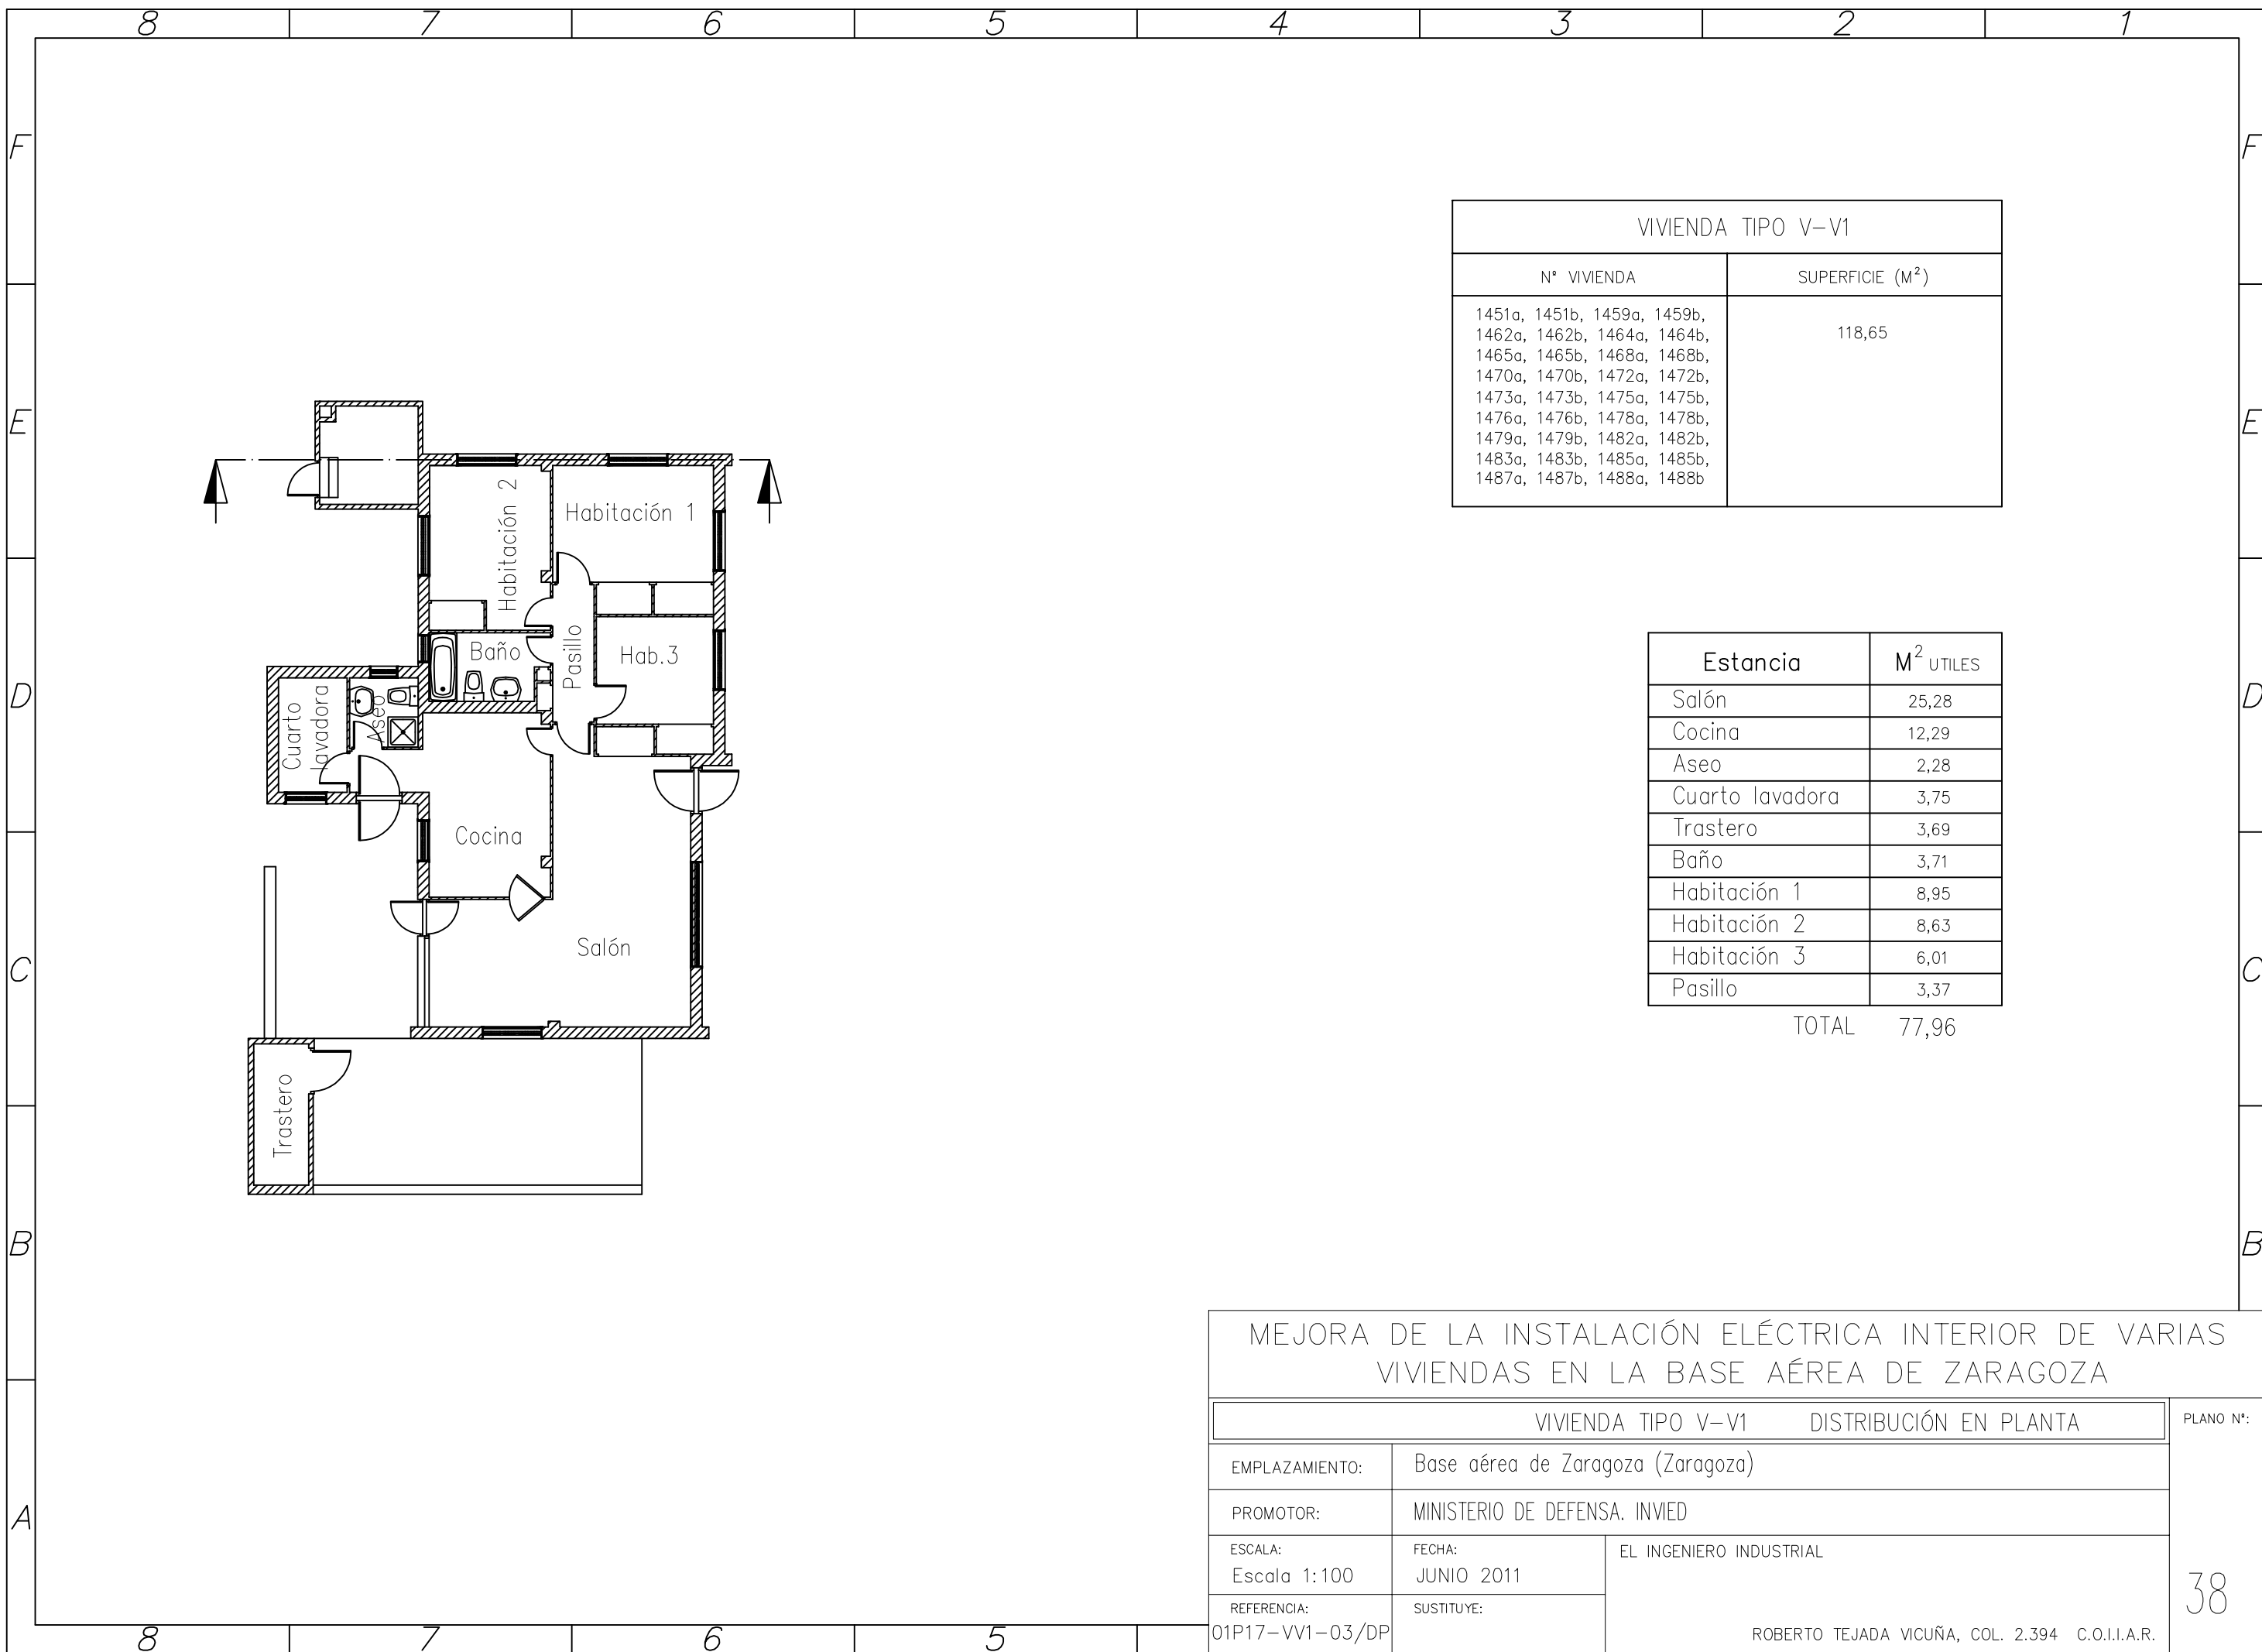 8 7 6 5 4 3 2 1
F F
E E
D D
C C
B B
A
VIVIENDA TIPO V-V1
Nº VIVIENDA SUPERFICIE (M²)
1451a, 1451b, 1459a, 1459b,
1462a, 1462b, 1464a, 1464b,
1465a, 1465b, 1468a, 1468b,
1470a, 1470b, 1472a, 1472b,
1473a, 1473b, 1475a, 1475b,
1476a, 1476b, 1478a, 1478b,
1479a, 1479b, 1482a, 1482b,
1483a, 1483b, 1485a, 1485b,
1487a, 1487b, 1488a, 1488b
118,65
Habitación 2
Habitación 1
Baño
Pasillo
Hab.3
Cuarto
lavadora
Aseo
Cocina
Salón
Trastero
Estancia M² UTILES
Salón 25,28
Cocina 12,29
Aseo 2,28
Cuarto lavadora 3,75
Trastero 3,69
Baño 3,71
Habitación 1 8,95
Habitación 2 8,63
Habitación 3 6,01
Pasillo 3,37
TOTAL 77,96
MEJORA DE LA INSTALACIÓN ELÉCTRICA INTERIOR DE VARIAS
VIVIENDAS EN LA BASE AÉREA DE ZARAGOZA
VIVIENDA TIPO V-V1 DISTRIBUCIÓN EN PLANTA
PLANO Nº:
38
EMPLAZAMIENTO: Base aérea de Zaragoza (Zaragoza)
PROMOTOR: MINISTERIO DE DEFENSA. INVIED
ESCALA:
Escala 1:100
FECHA:
JUNIO 2011
EL INGENIERO INDUSTRIAL
REFERENCIA:
01P17-VV1-03/DP
SUSTITUYE:
ROBERTO TEJADA VICUÑA, COL. 2.394 C.O.I.I.A.R.
8 7 6 5